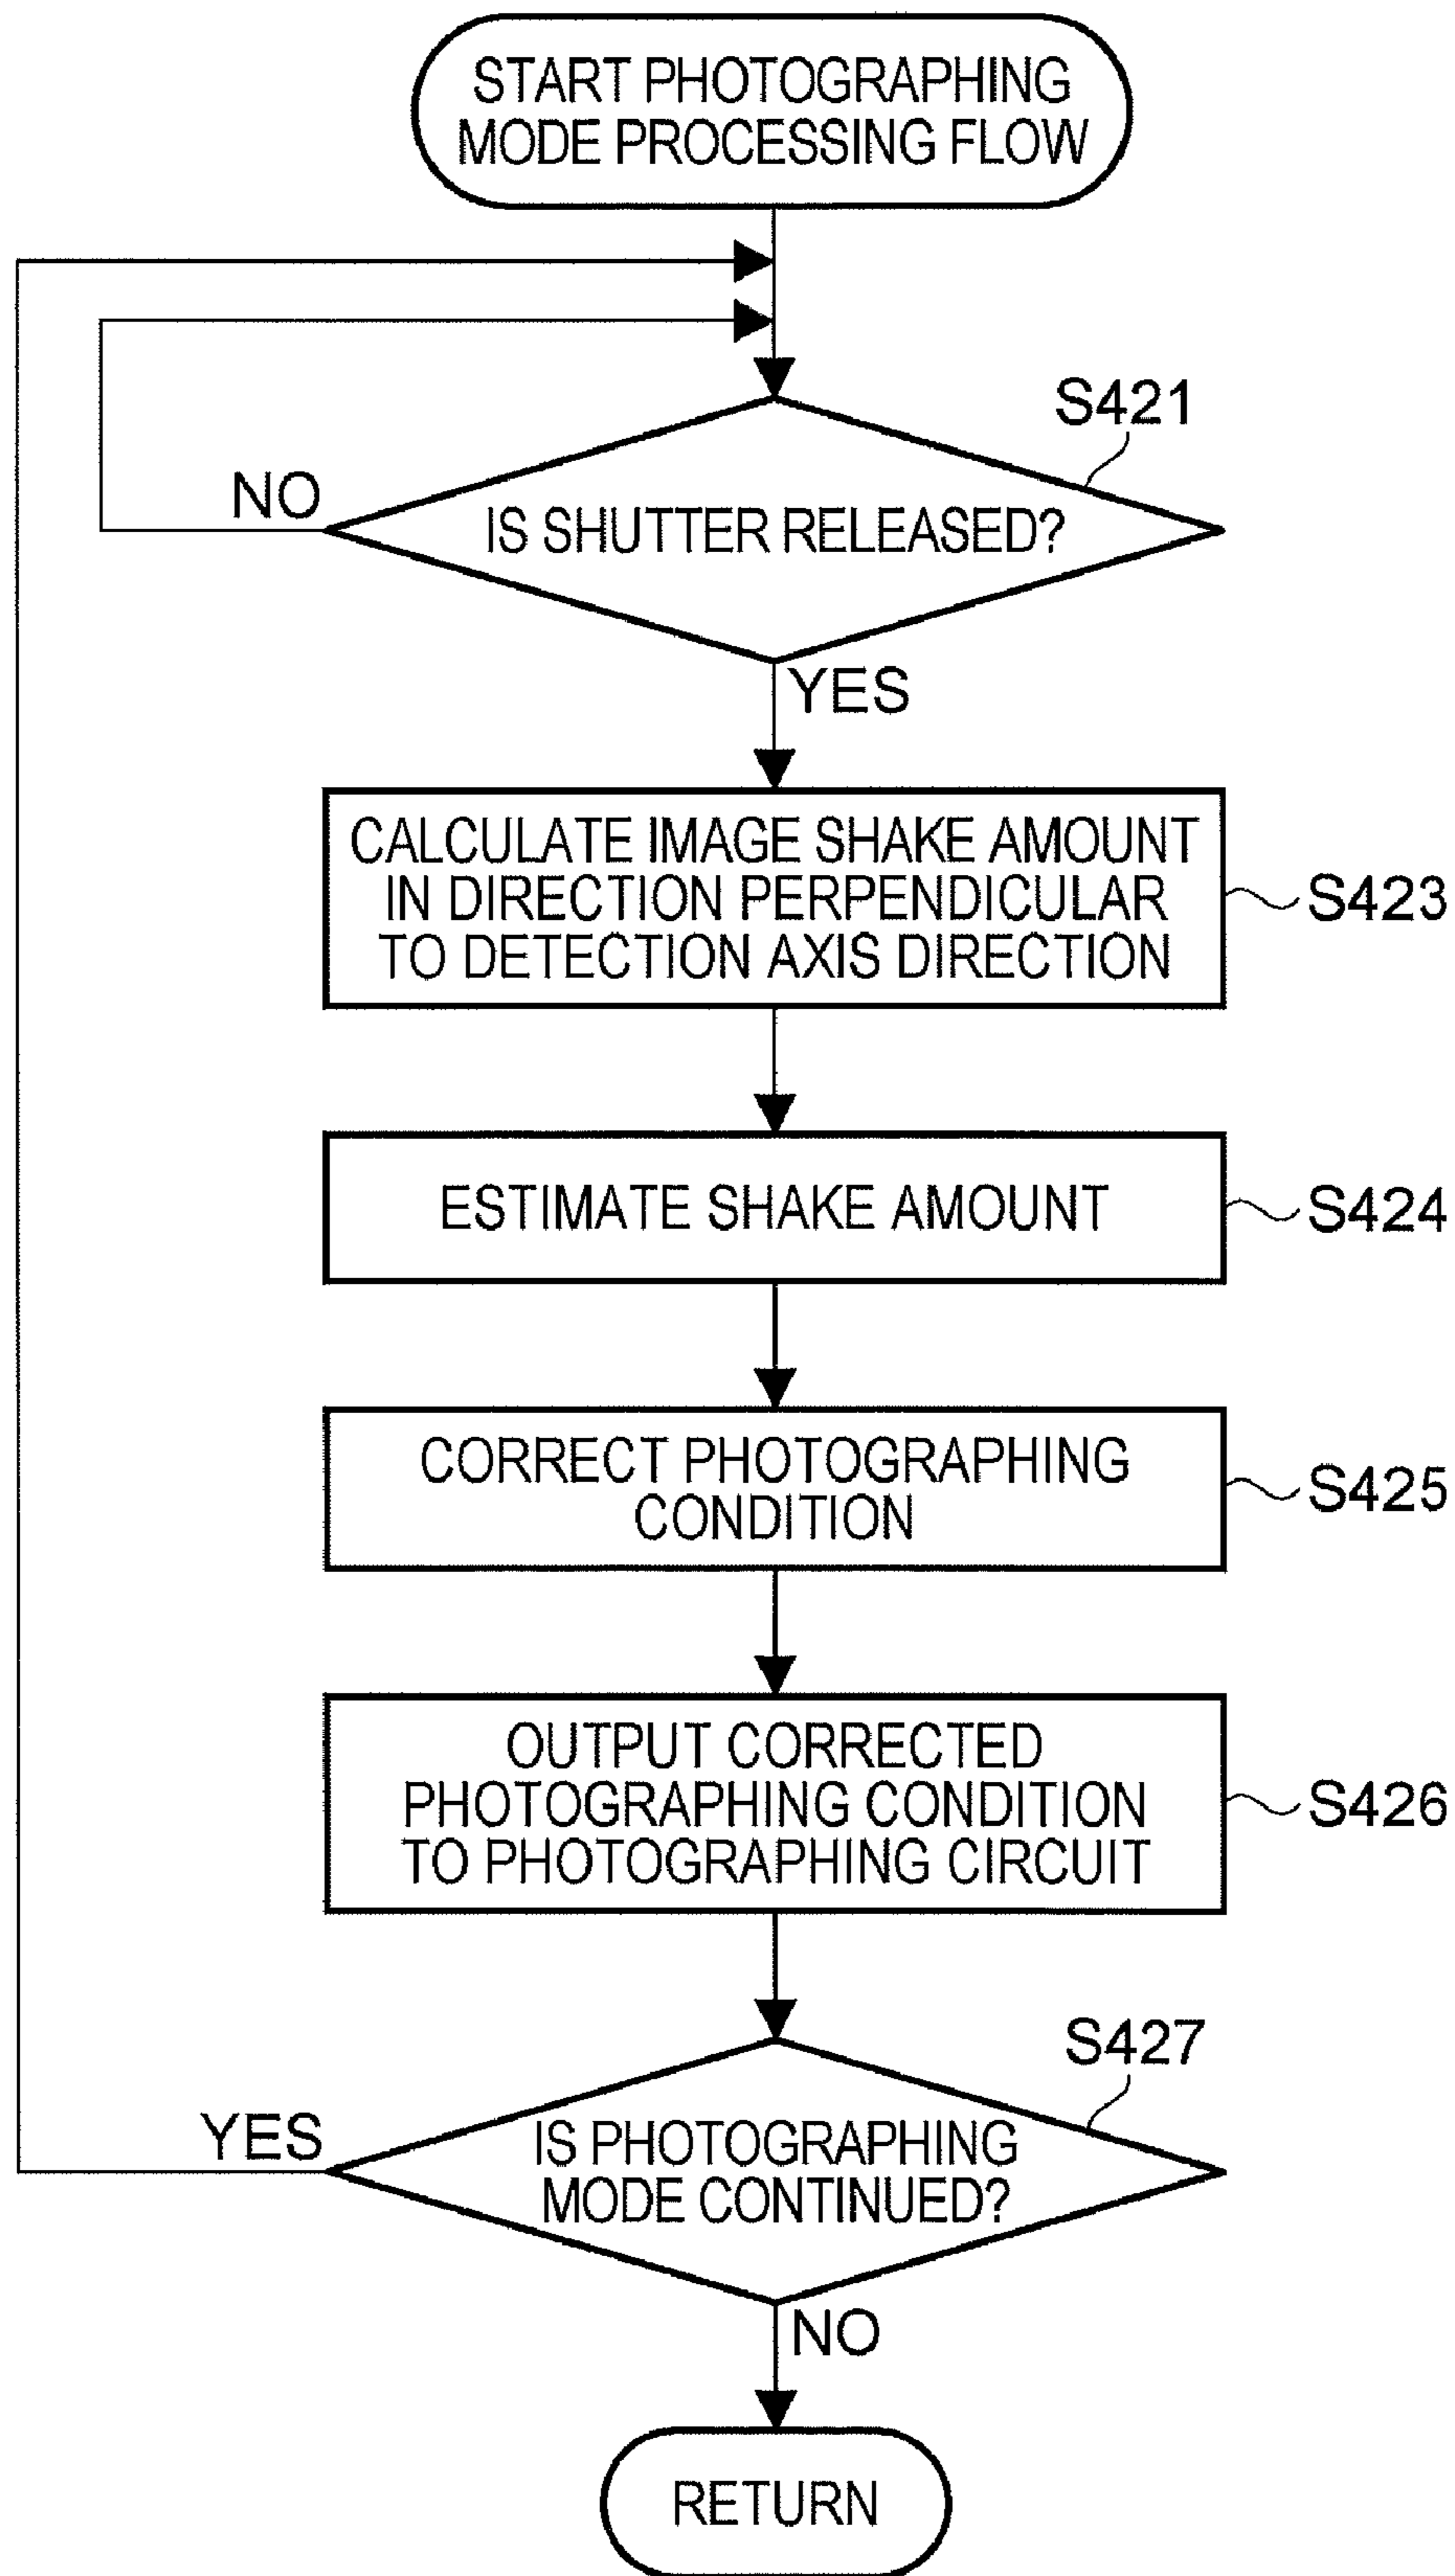 START PHOTOGRAPHING
MODE PROCESSING FLOW
S421
NO
IS SHUTTER RELEASED?
YES
CALCULATE IMAGE SHAKE AMOUNT
IN DIRECTION PERPENDICULAR
TO DETECTION AXIS DIRECTION
S423
ESTIMATE SHAKE AMOUNT
S424
CORRECT PHOTOGRAPHING
CONDITION
S425
OUTPUT CORRECTED
PHOTOGRAPHING CONDITION
TO PHOTOGRAPHING CIRCUIT
S426
S427
YES
IS PHOTOGRAPHING
MODE CONTINUED?
NO
RETURN